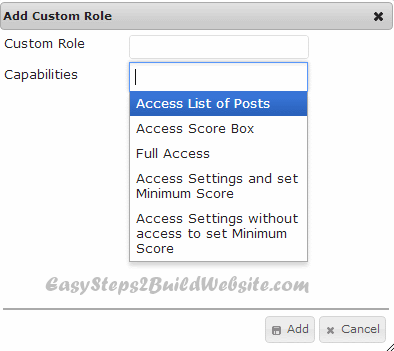 Add Custom Role
Custom Role
Capabilities
Access List of Posts
Access Score Box
Full Access
Access Settings and set
Minimum Score
Access Settings without
access to set Minimum
Score
EasySteps2BuildWebsite.com
Add
Cancel